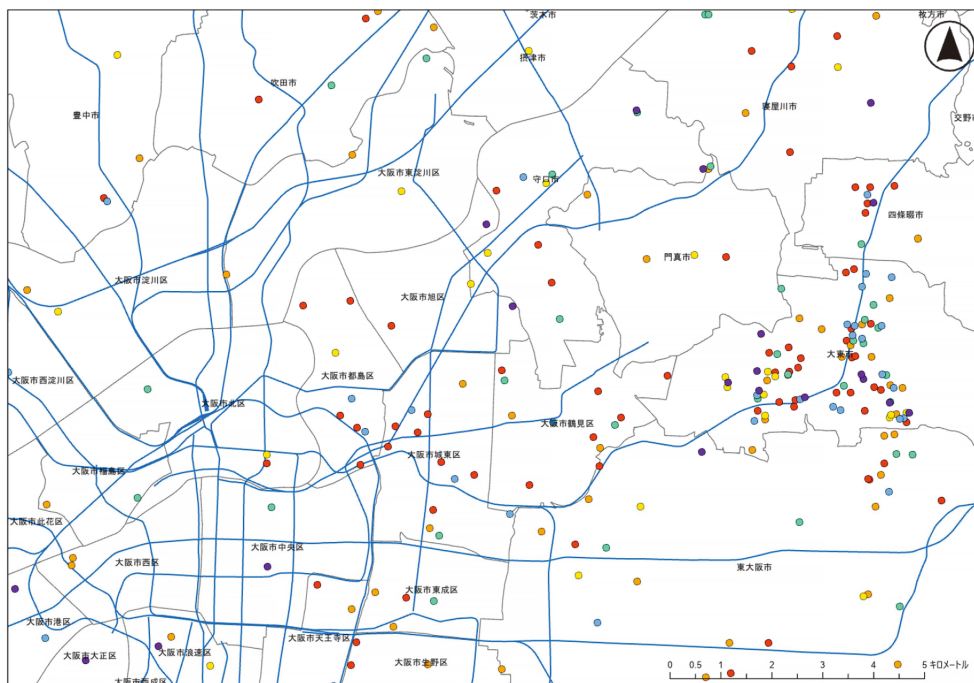 茨木市
枚方市
摂津市
吹田市
寝屋川市
豊中市
交野市
大阪市東淀川区
守口市
四條畷市
門真市
大阪市淀川区
大阪市旭区
大東市
大阪市西淀川区
大阪市都島区
大阪市北区
大阪市鶴見区
大阪市城東区
大阪市福島区
大阪市此花区
大阪市中央区
大阪市西区
東大阪市
大阪市東成区
大阪市港区
大阪市天王寺区
大阪市大正区
大阪市浪速区
大阪市生野区
大阪市西成区
0 0.5 1 2 3 4 5 キロメートル